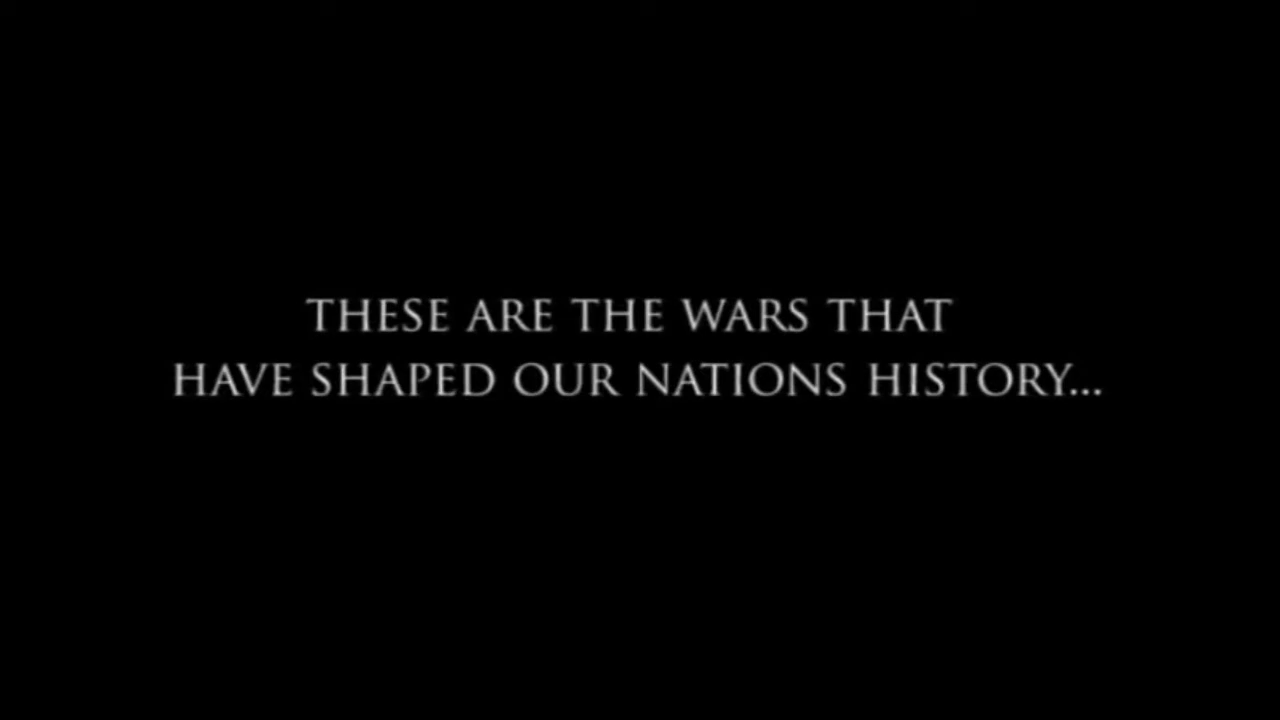 THESE ARE THE WARS THAT
HAVE SHAPED OUR NATIONS HISTORY...